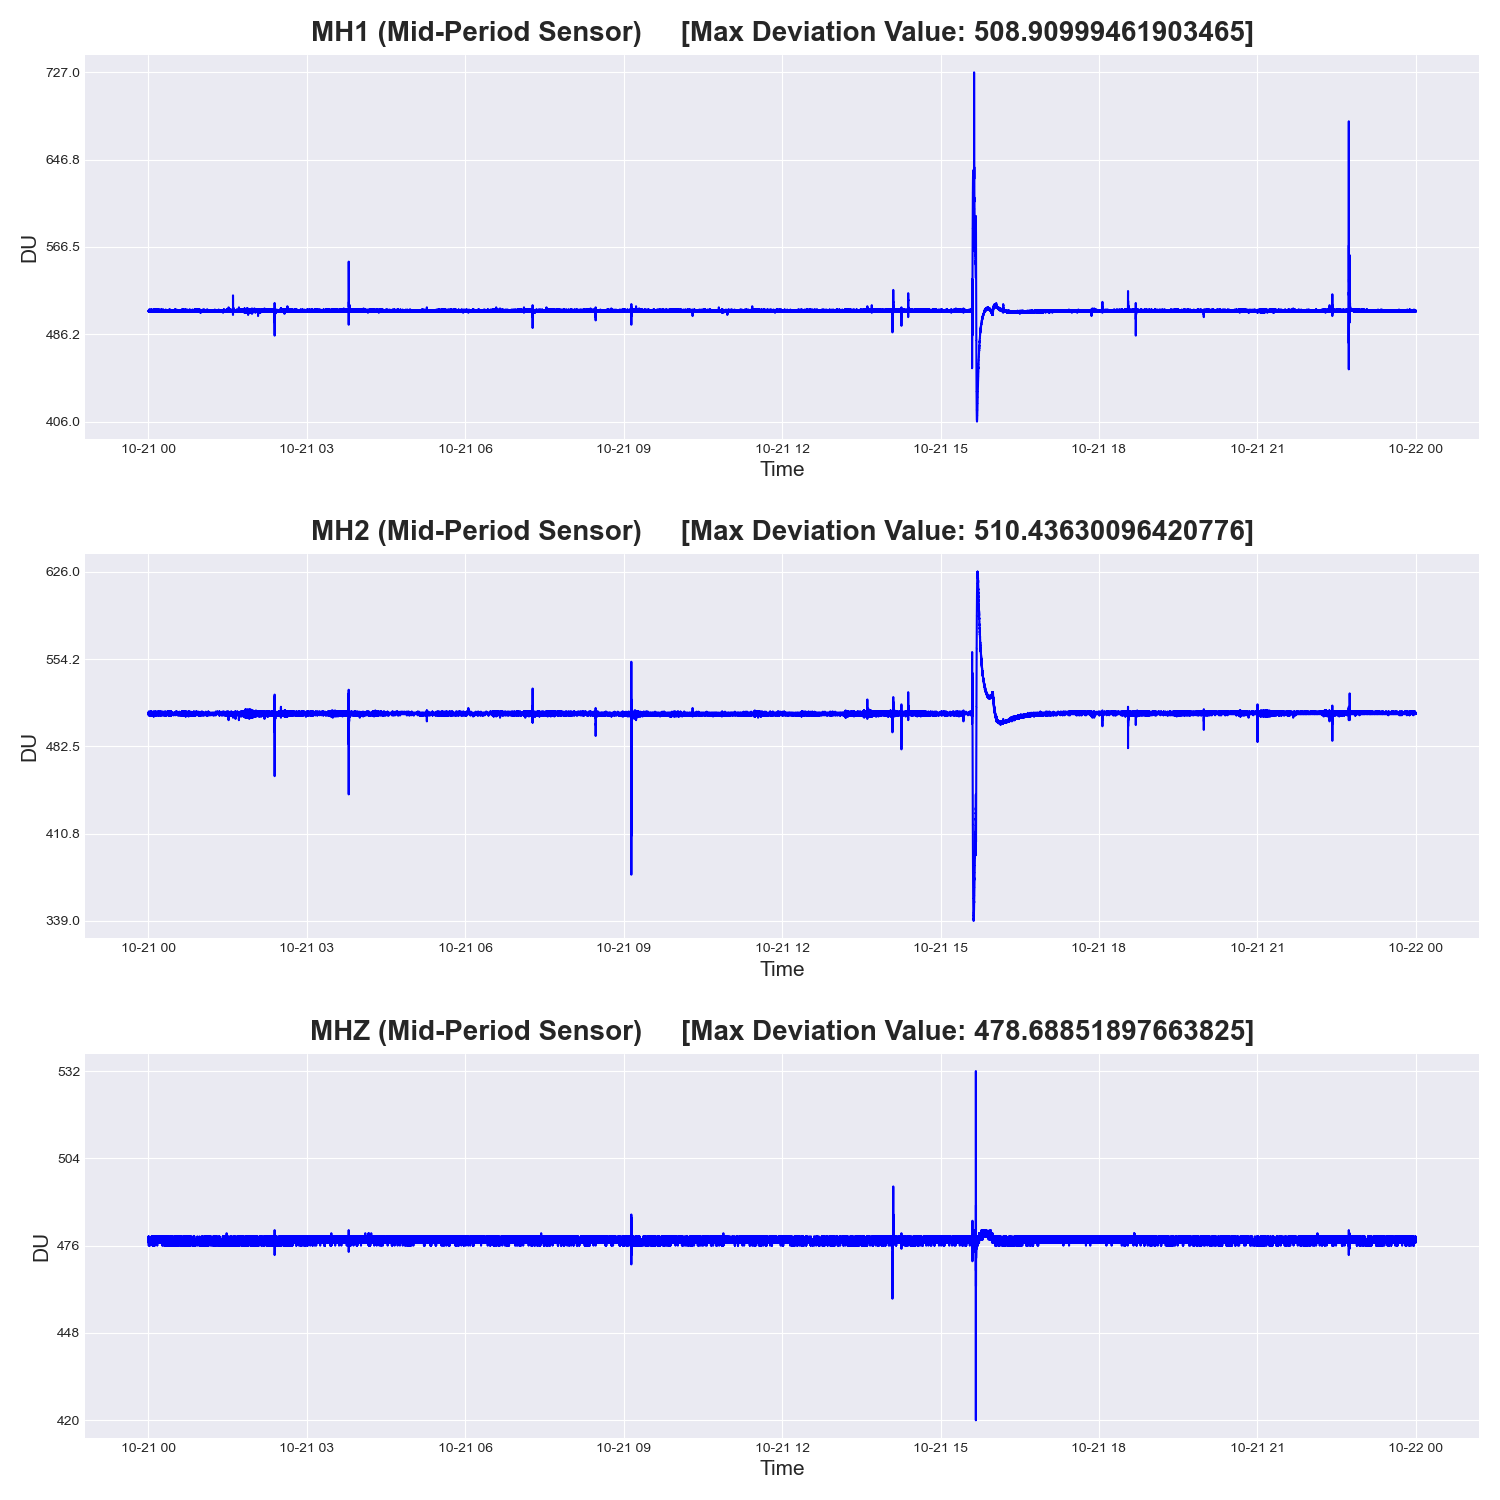 MH1 (Mid-Period Sensor) [Max Deviation Value: 508.90999461903465]
727.0
646.8
566.5
486.2
406.0
DU
10-21 00 10-21 03 10-21 06 10-21 09 10-21 12 10-21 15 10-21 18 10-21 21 10-22 00
Time
MH2 (Mid-Period Sensor) [Max Deviation Value: 510.43630096420776]
626.0
554.2
482.5
410.8
339.0
DU
10-21 00 10-21 03 10-21 06 10-21 09 10-21 12 10-21 15 10-21 18 10-21 21 10-22 00
Time
MHZ (Mid-Period Sensor) [Max Deviation Value: 478.68851897663825]
532
504
476
448
420
DU
10-21 00 10-21 03 10-21 06 10-21 09 10-21 12 10-21 15 10-21 18 10-21 21 10-22 00
Time